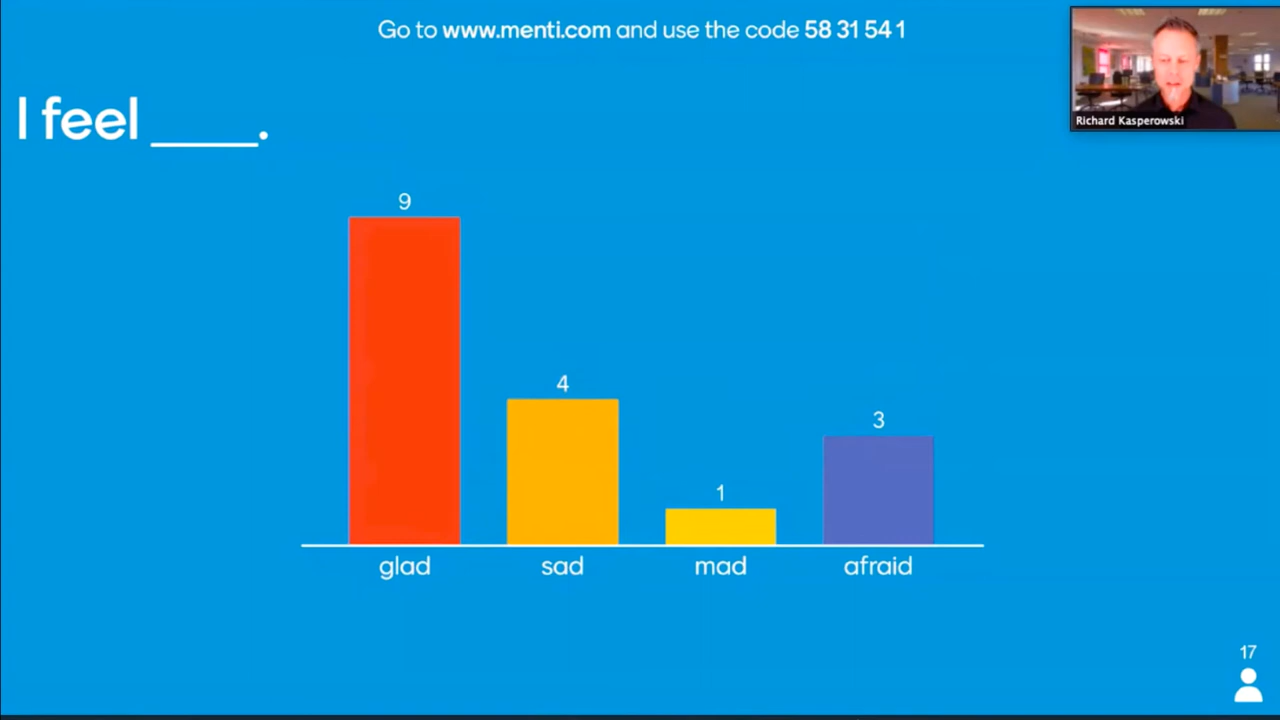 Go to www.menti.com and use the code 58 31 54 1
Richard Kasperowski
I feel ____.
9
4
1
3
glad sad mad afraid
17